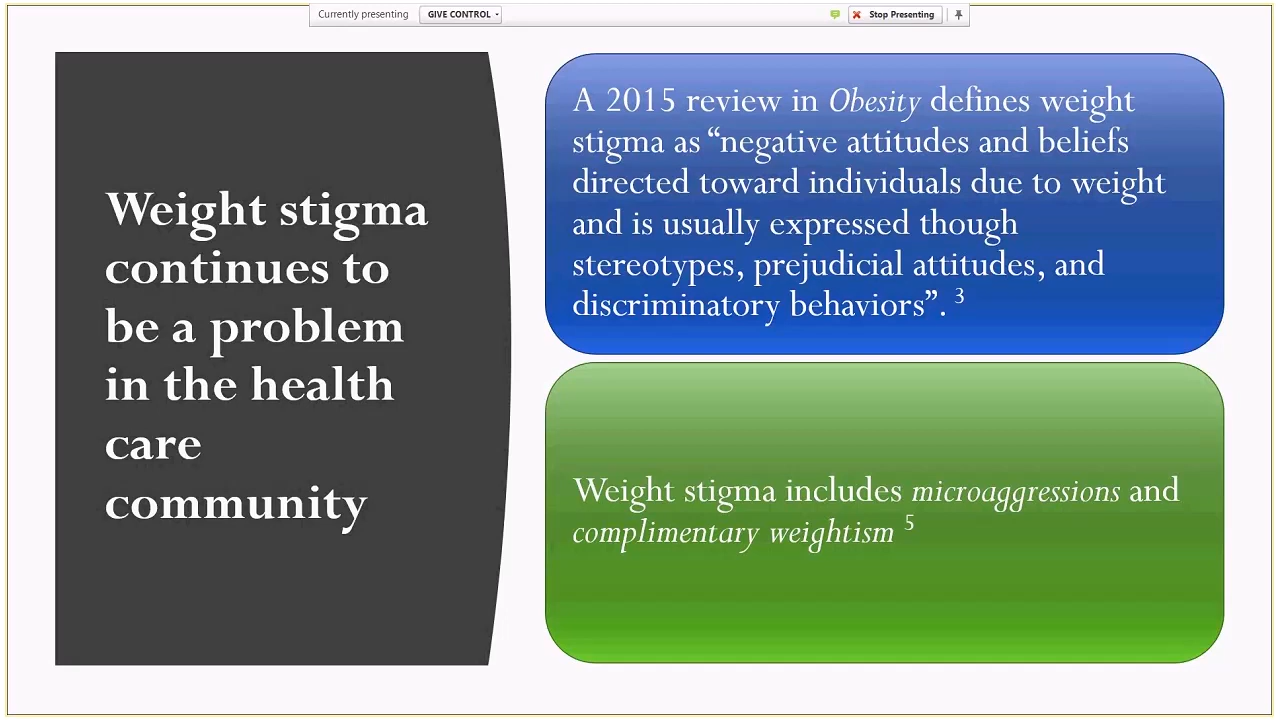 Currently presenting GIVE CONTROL Stop Presenting
Weight stigma
continues to
be a problem
in the health
care
community
A 2015 review in Obesity defines weight
stigma as “negative attitudes and beliefs
directed toward individuals due to weight
and is usually expressed though
stereotypes, prejudicial attitudes, and
discriminatory behaviors”. 3
Weight stigma includes microaggressions and
complimentary weightism 5